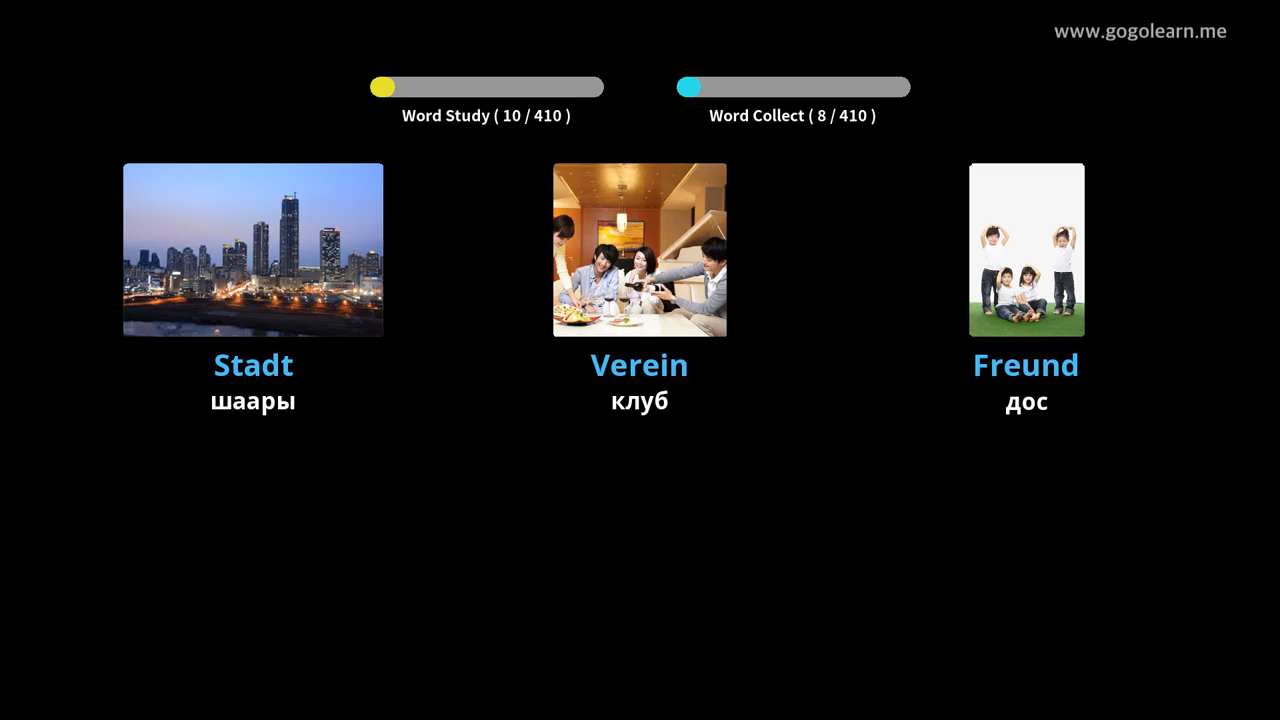 www.gogolearn.me
Word Study ( 10 / 410 )
Word Collect ( 8 / 410 )
Stadt
шаары
Verein
клуб
Freund
дос